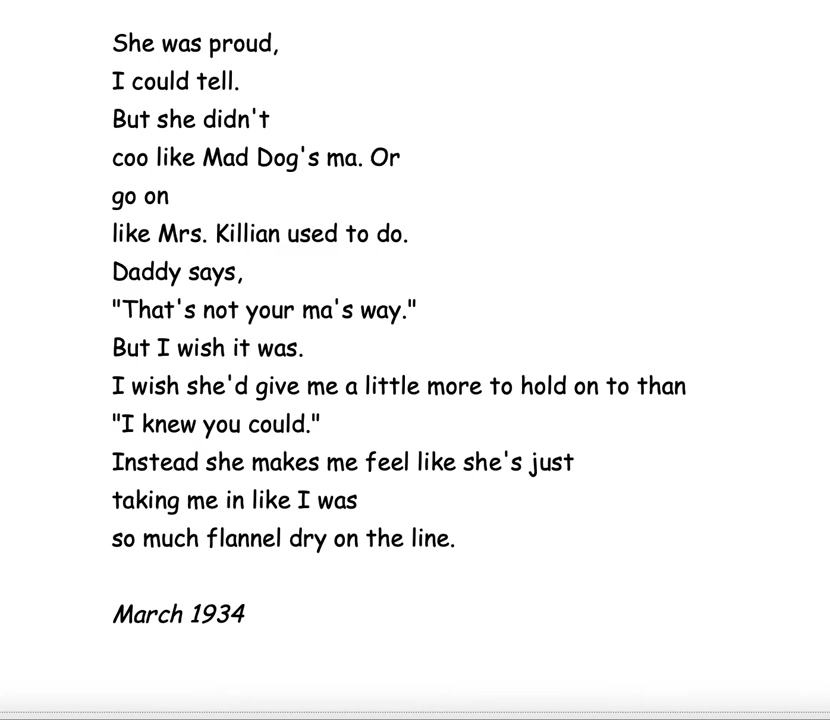 She was proud,
I could tell.
But she didn't
coo like Mad Dog's ma. Or
go on
like Mrs. Killian used to do.
Daddy says,
"That's not your ma's way."
But I wish it was.
I wish she'd give me a little more to hold on to than
"I knew you could."
Instead she makes me feel like she's just
taking me in like I was
so much flannel dry on the line.
March 1934